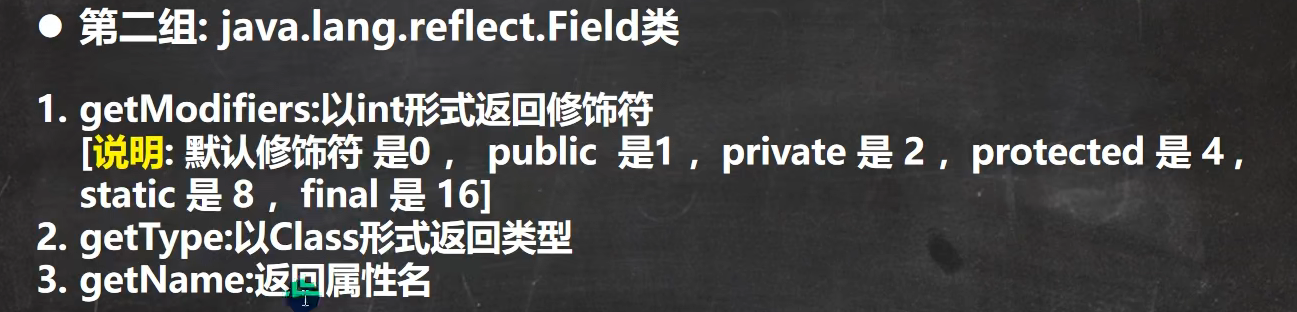 ● 第二组: java.lang.reflect.Field类
1. getModifiers:以int形式返回修饰符
[说明: 默认修饰符 是0 ， public 是1 ，private 是 2 ，protected 是 4 ，
static 是 8 ，final 是 16]
2. getType:以Class形式返回类型
3. getName:返回属性名